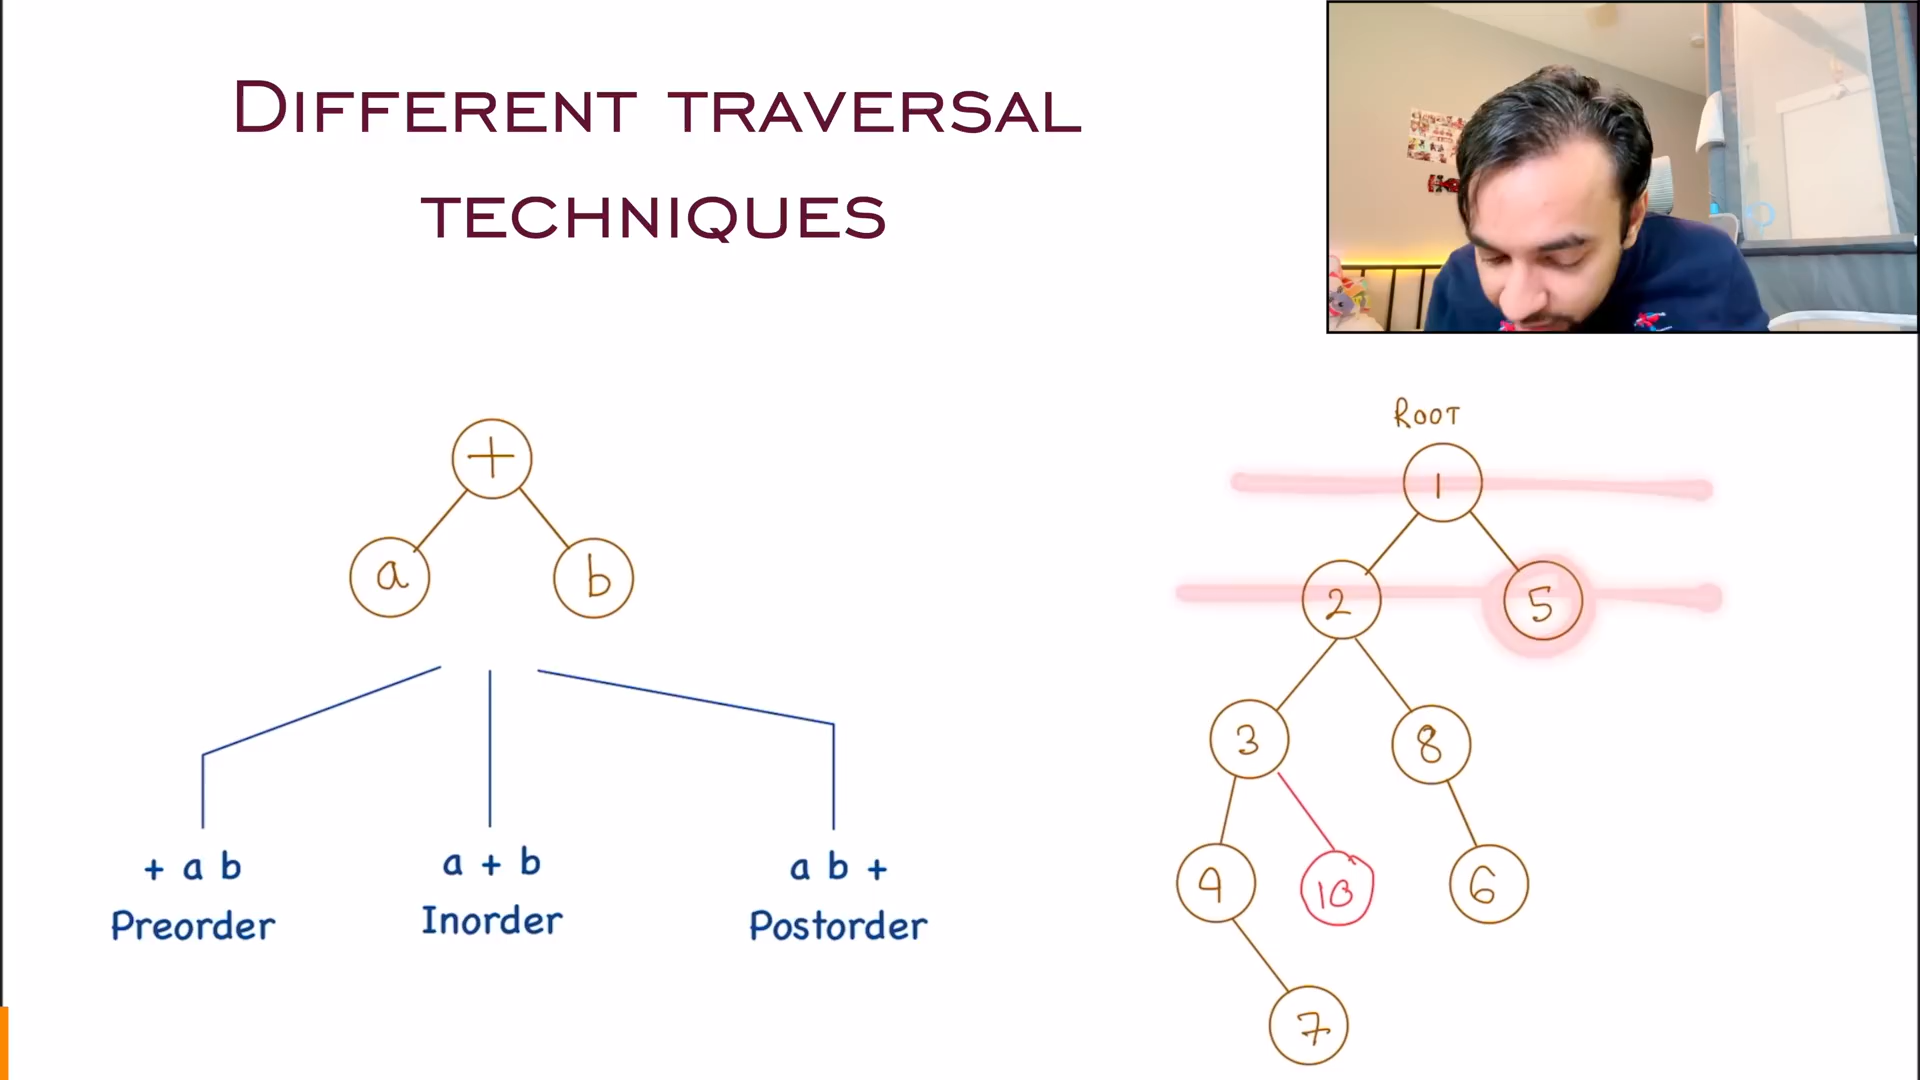 DIFFERENT TRAVERSAL
TECHNIQUES
ROOT
+
a
b
1
2
5
3
8
4
10
6
7
+ a b
Preorder
a + b
Inorder
a b +
Postorder